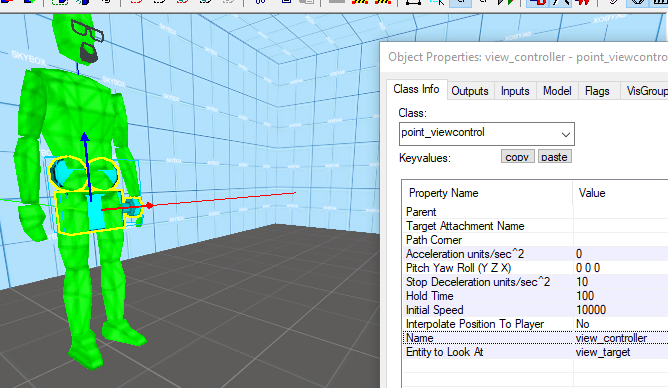 SKYBOX
Object Properties: view_controller - point_viewcontro
Class Info Outputs Inputs Model Flags VisGroup
Class:
point_viewcontrol
Keyvalues: copy paste
Property Name Value
Parent
Target Attachment Name
Path Corner
Acceleration units/sec^2 0
Pitch Yaw Roll (Y Z X) 0 0 0
Stop Deceleration units/sec^2 10
Hold Time 100
Initial Speed 10000
Interpolate Position To Player No
Name view_controller
Entity to Look At view_target